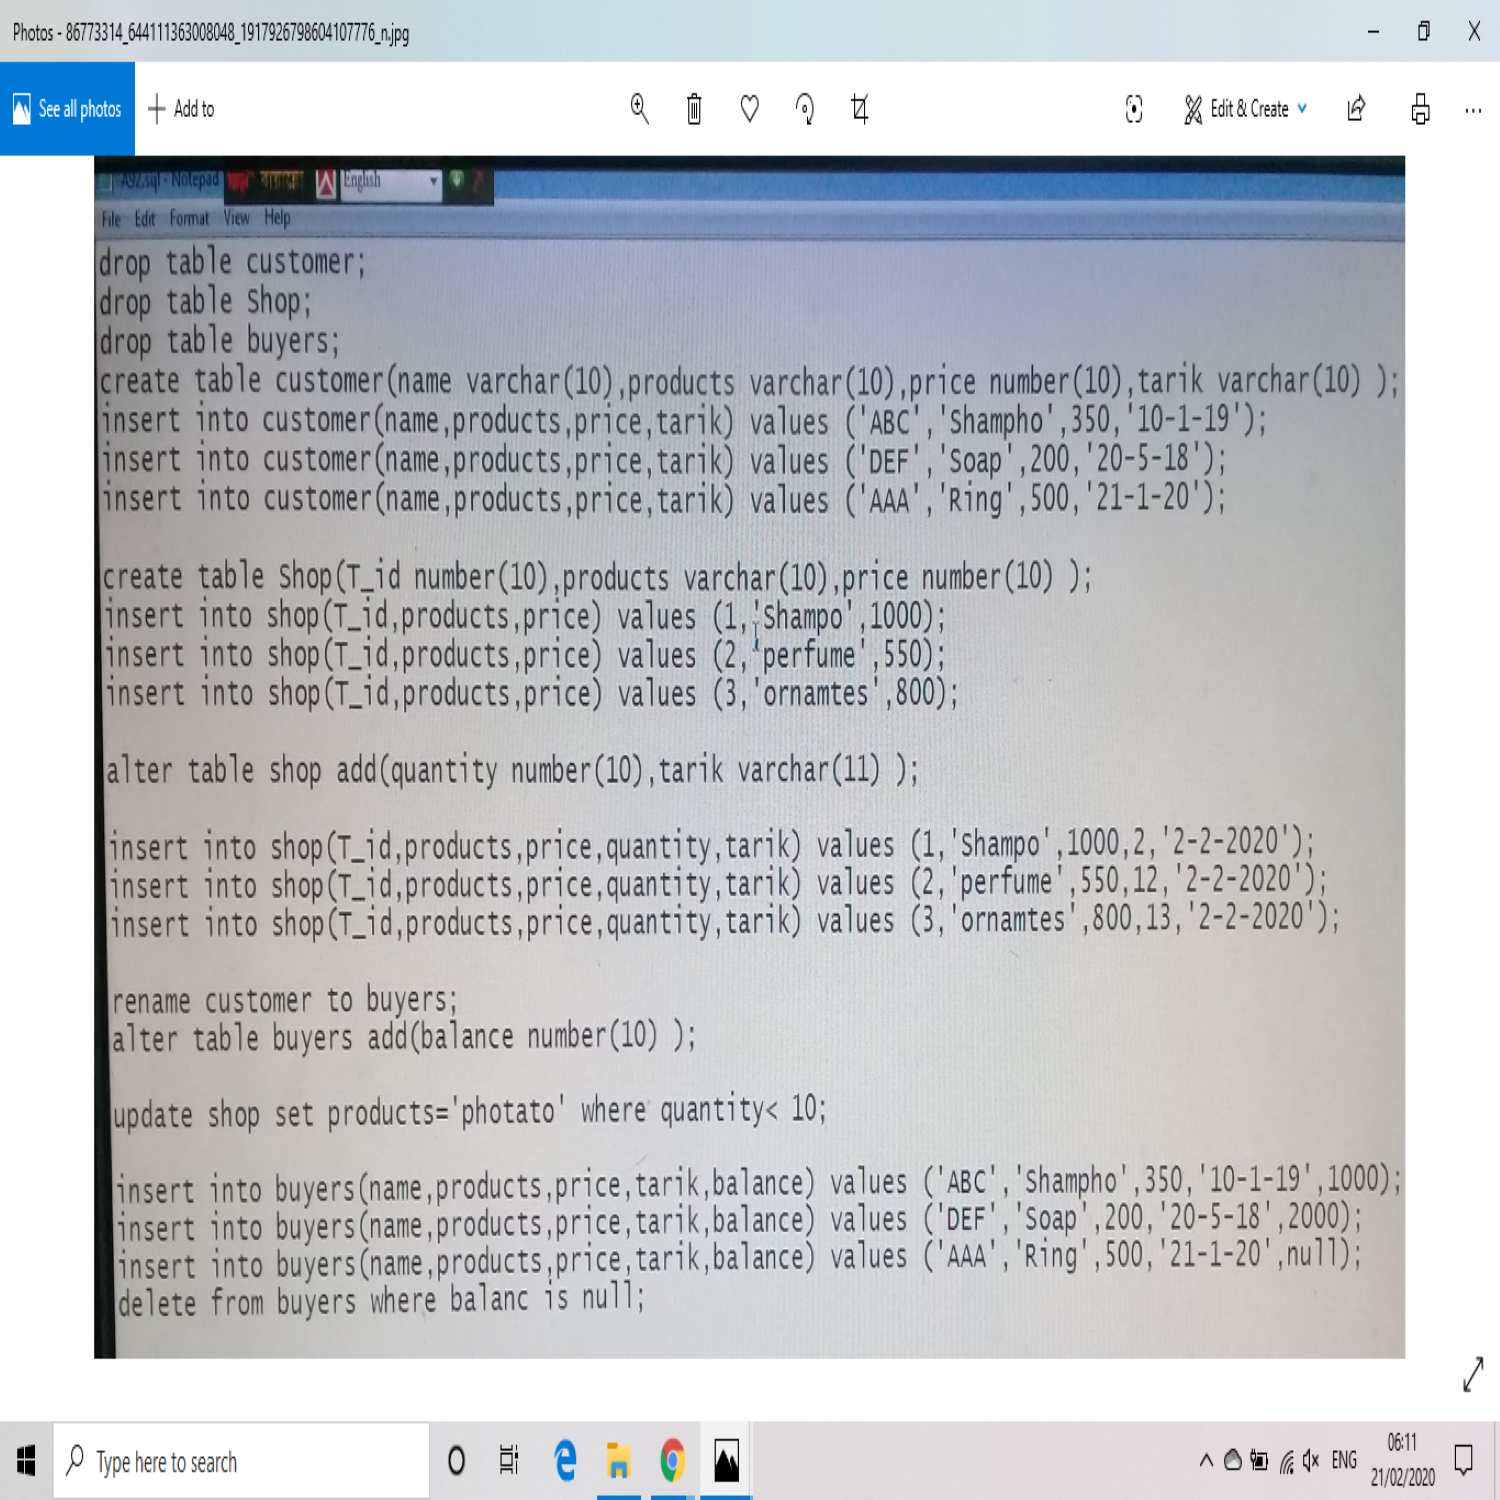 Photos - 86773314_644111363008048_1917926798604107776_n.jpg
See all photos
Add to
Edit & Create
A92.sql - Notepad
English
File Edit Format View Help
drop table customer;
drop table Shop;
drop table buyers;
create table customer(name varchar(10),products varchar(10),price number(10),tarik varchar(10) );
insert into customer(name,products,price,tarik) values ('ABC','Shampho',350,'10-1-19');
insert into customer(name,products,price,tarik) values ('DEF','Soap',200,'20-5-18');
insert into customer(name,products,price,tarik) values ('AAA','Ring',500,'21-1-20');
create table Shop(T_id number(10),products varchar(10),price number(10) );
insert into shop(T_id,products,price) values (1,'Shampo',1000);
insert into shop(T_id,products,price) values (2,'perfume',550);
insert into shop(T_id,products,price) values (3,'ornamtes',800);
alter table shop add(quantity number(10),tarik varchar(11) );
insert into shop(T_id,products,price,quantity,tarik) values (1,'Shampo',1000,2,'2-2-2020');
insert into shop(T_id,products,price,quantity,tarik) values (2,'perfume',550,12,'2-2-2020');
insert into shop(T_id,products,price,quantity,tarik) values (3,'ornamtes',800,13,'2-2-2020');
rename customer to buyers;
alter table buyers add(balance number(10) );
update shop set products='photato' where quantity< 10;
insert into buyers(name,products,price,tarik,balance) values ('ABC','Shampho',350,'10-1-19',1000);
insert into buyers(name,products,price,tarik,balance) values ('DEF','Soap',200,'20-5-18',2000);
insert into buyers(name,products,price,tarik,balance) values ('AAA','Ring',500,'21-1-20',null);
delete from buyers where balanc is null;
Type here to search
ENG
06:11
21/02/2020